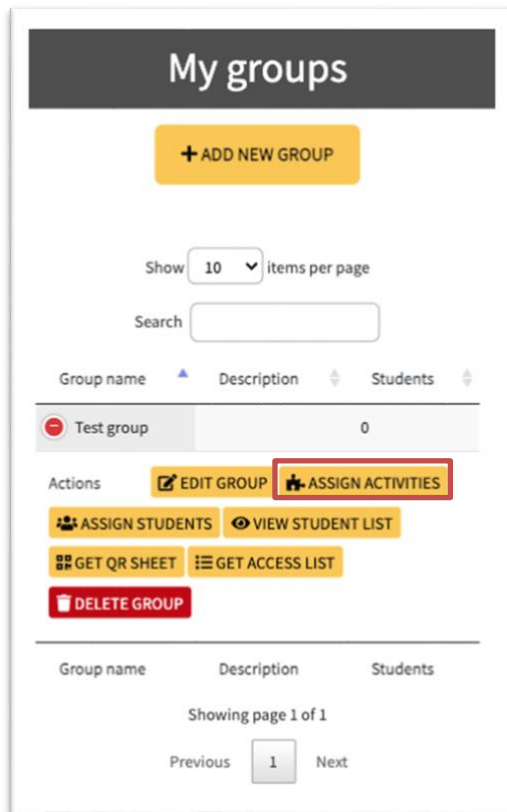 My groups
ADD NEW GROUP
Show 10 items per page
Search
Group name Description Students
Test group 0
Actions EDIT GROUP ASSIGN ACTIVITIES
ASSIGN STUDENTS VIEW STUDENT LIST
GET QR SHEET GET ACCESS LIST
DELETE GROUP
Group name Description Students
Showing page 1 of 1
Previous 1 Next